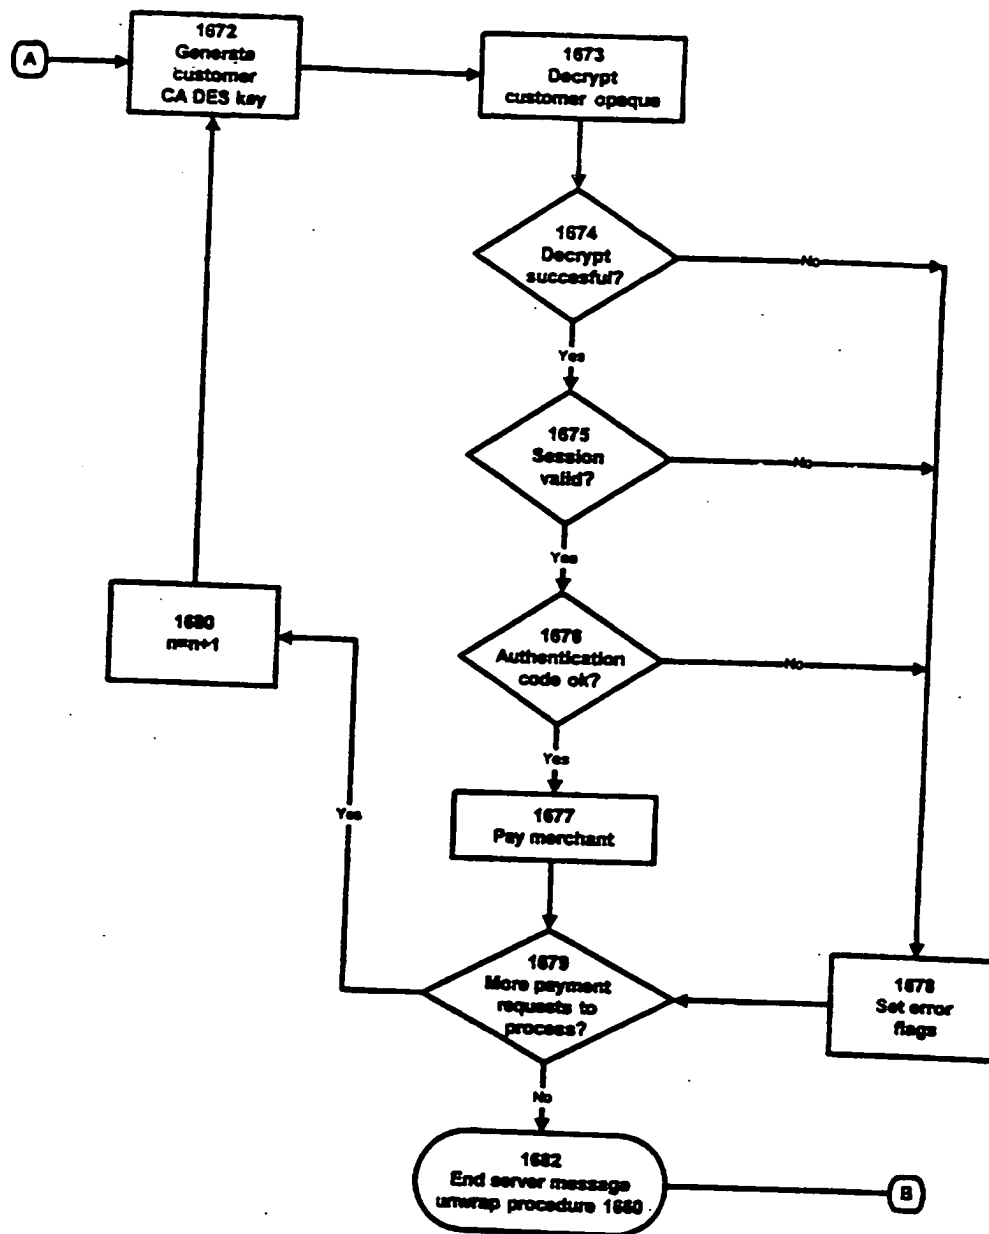 A
1672
Generate
customer
CA DES key
1673
Decrypt
customer opaque
1674
Decrypt
succesful?
No
Yes
1675
Session
valid?
No
Yes
1676
Authentication
code ok?
No
Yes
1680
n=n+1
1677
Pay merchant
Yes
1679
More payment
requests to
process?
1678
Set error
flags
No
1682
End server message
unwrap procedure 1660
B